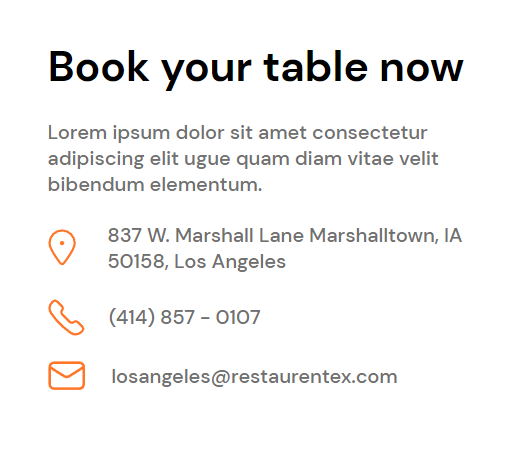 Book your table now
Lorem ipsum dolor sit amet consectetur
adipiscing elit ugue quam diam vitae velit
bibendum elementum.
837 W. Marshall Lane Marshalltown, IA
50158, Los Angeles
(414) 857 - 0107
losangeles@restaurentex.com